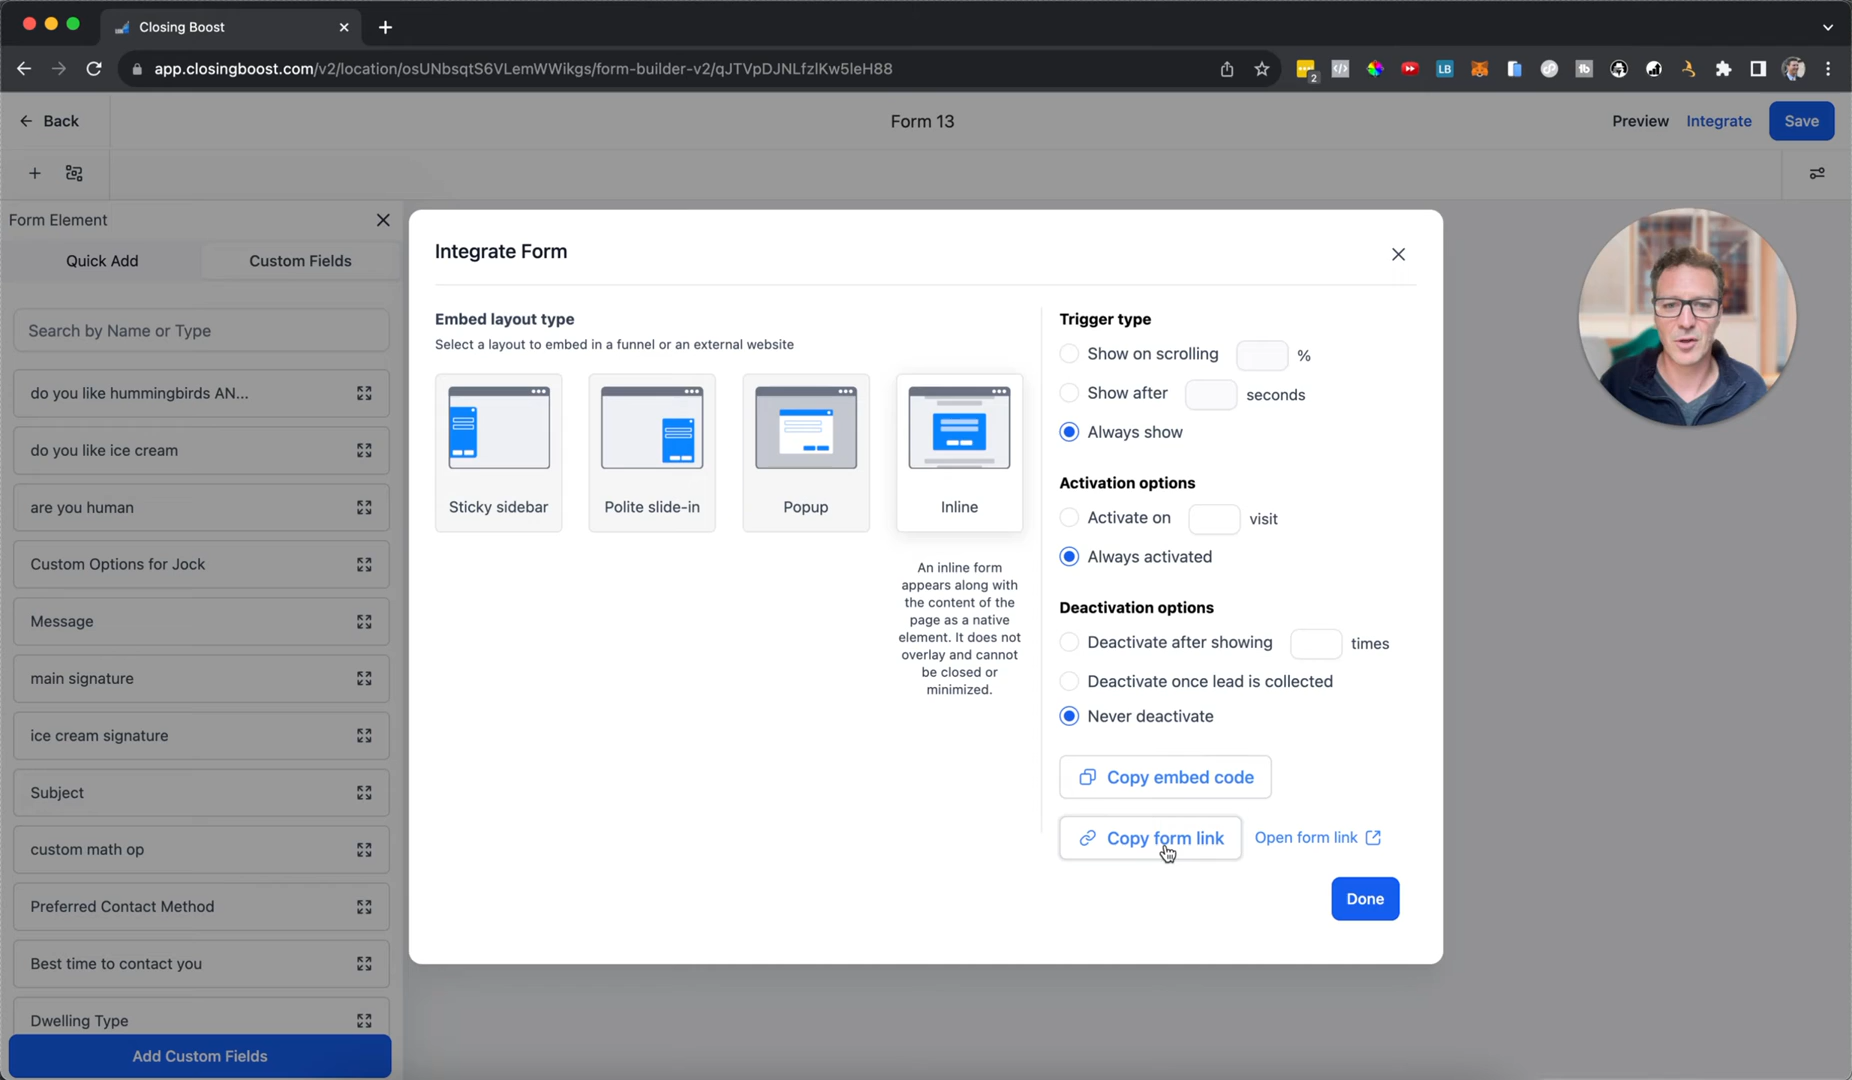 Closing Boost
app.closingboost.com/v2/location/osUNbsqtS6VLemWWikgs/form-builder-v2/qJTVpDJNLfzlKw5leH88
2
LB
Back
Form 13
Preview
Integrate
Save
Form Element
Quick Add
Custom Fields
Search by Name or Type
do you like hummingbirds AN...
do you like ice cream
are you human
Custom Options for Jock
Message
main signature
ice cream signature
Subject
custom math op
Preferred Contact Method
Best time to contact you
Dwelling Type
Add Custom Fields
Integrate Form
Embed layout type
Select a layout to embed in a funnel or an external website
Sticky sidebar
Polite slide-in
Popup
Inline
An inline form
appears along with
the content of the
page as a native
element. It does not
overlay and cannot
be closed or
minimized.
Trigger type
Show on scrolling %
Show after seconds
Always show
Activation options
Activate on visit
Always activated
Deactivation options
Deactivate after showing times
Deactivate once lead is collected
Never deactivate
Copy embed code
Copy form link
Open form link
Done